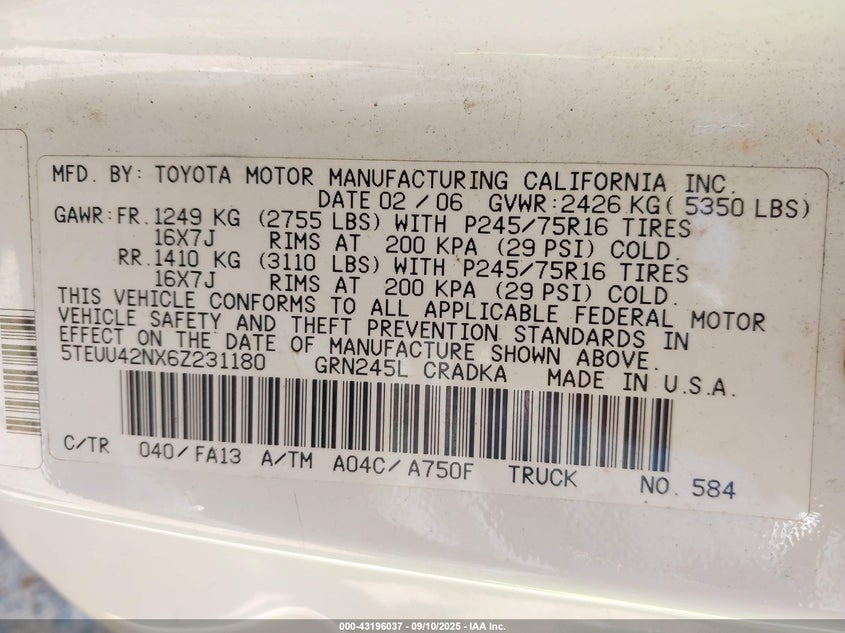 MFD. BY: TOYOTA MOTOR MANUFACTURING CALIFORNIA INC.
DATE 02 / 06 GVWR: 2426 KG ( 5350 LBS)
GAWR: FR. 1249 KG (2755 LBS) WITH P245/75R16 TIRES
16X7J RIMS AT 200 KPA (29 PSI) COLD.
RR. 1410 KG (3110 LBS) WITH P245/75R16 TIRES
16X7J RIMS AT 200 KPA (29 PSI) COLD.
THIS VEHICLE CONFORMS TO ALL APPLICABLE FEDERAL MOTOR
VEHICLE SAFETY AND THEFT PREVENTION STANDARDS IN
EFFECT ON THE DATE OF MANUFACTURE SHOWN ABOVE.
5TEUU42NX6Z231180 GRN245L CRADKA MADE IN U.S.A.
C/TR 040/FA13 A/TM A04C/A750F TRUCK NO. 584
000-43196037 - 09/10/2025 - IAA Inc.